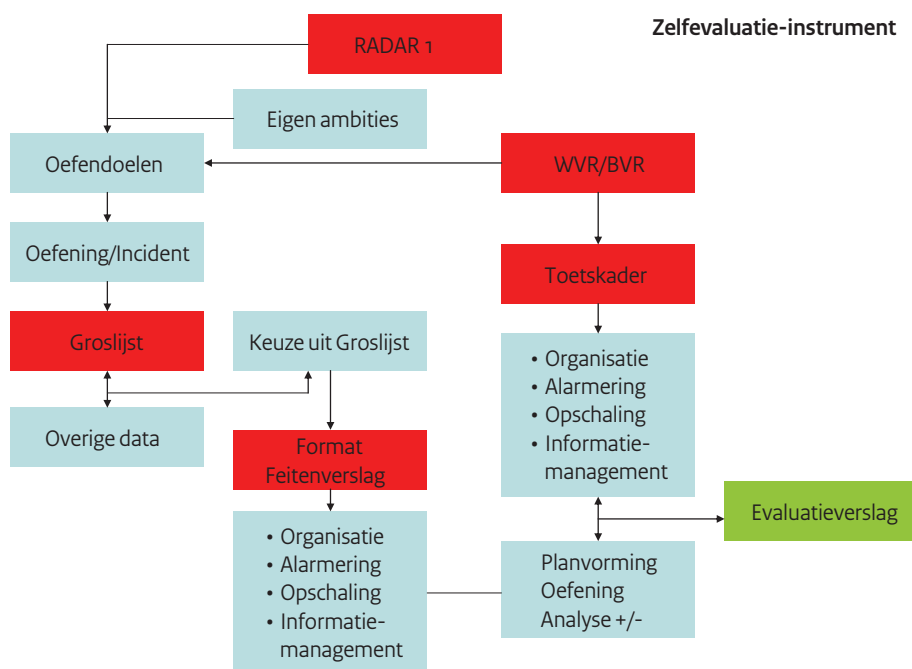 Zelfevaluatie-instrument
RADAR 1
Eigen ambities
Oefendoelen
WVR/BVR
Oefening/Incident
Toetskader
Groslijst
Keuze uit Groslijst
• Organisatie
• Alarmering
• Opschaling
• Informatie-
management
Overige data
Format
Feitenverslag
Evaluatieverslag
• Organisatie
• Alarmering
• Opschaling
• Informatie-
management
Planvorming
Oefening
Analyse +/-